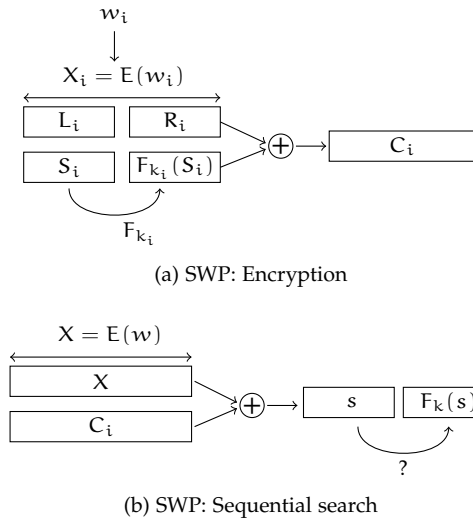 w_i
X_i = E(w_i)
L_i R_i
C_i
S_i F_{k_i}(S_i)
F_{k_i}
(a) SWP: Encryption
X = E(w)
X
s F_k(s)
C_i
?
(b) SWP: Sequential search